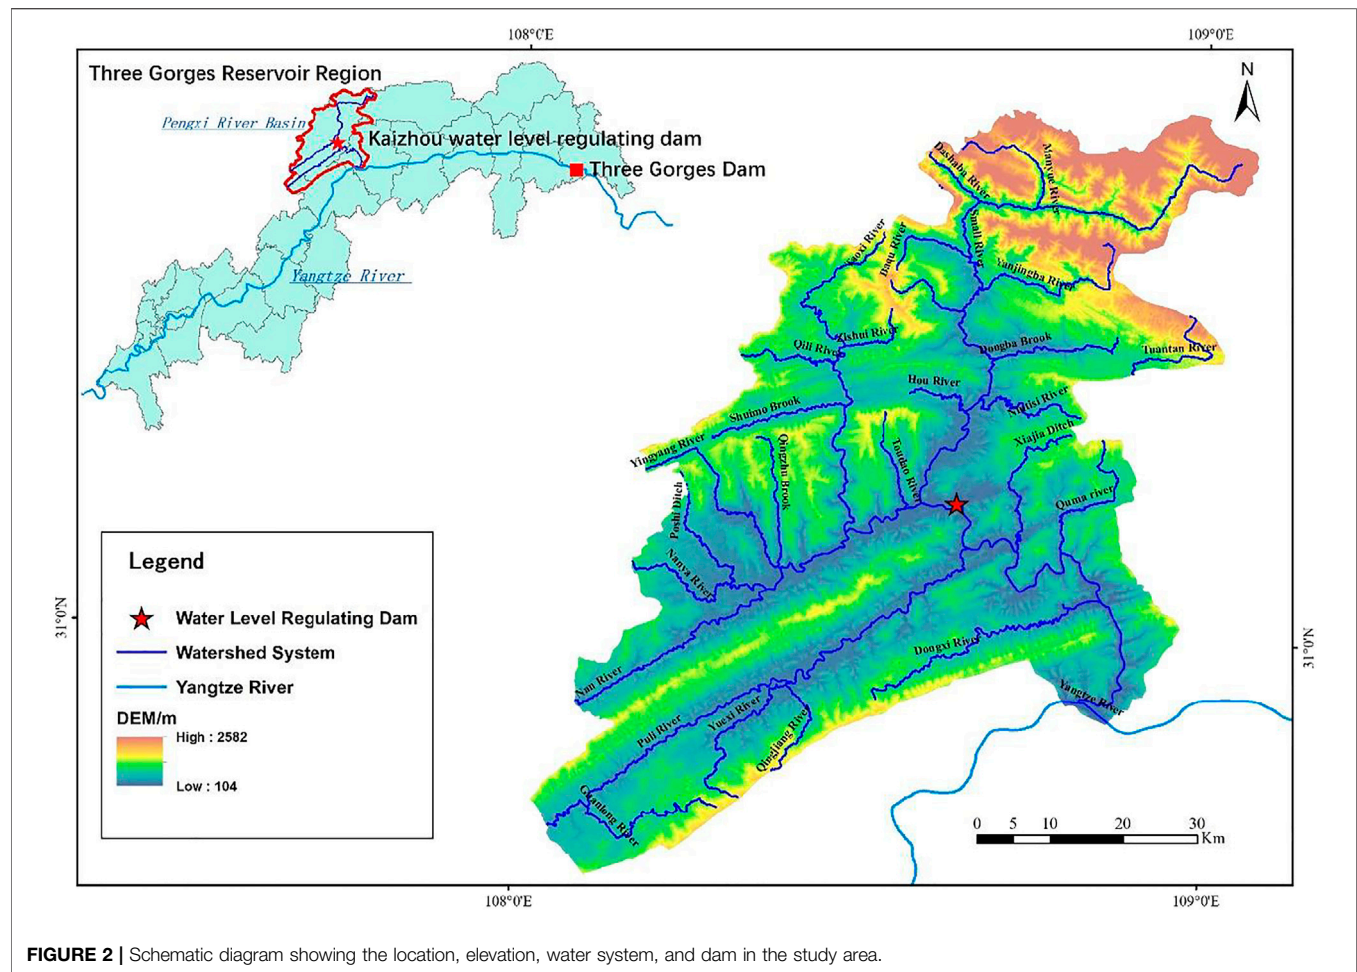 108°0'E
109°0'E
Three Gorges Reservoir Region
N
Pengxi River Basin
Kaizhou water level regulating dam
Three Gorges Dam
Yangtze River
Dashaba River
Manyue River
Small River
Taoxi River
Daqu River
Yanjingba River
Xishui River
Qili River
Dongba Brook
Tuantan River
Hou River
Shuimo Brook
Xiajia Ditch
Yingyang River
Qingzhu Brook
Toudao River
Poshi Ditch
Quma river
Nanya River
Dongxi River
Nan River
Yangtze River
Puli River
Yuexi River
Qingjiang River
Guanlong River
31°0'N
31°0'N
Legend
Water Level Regulating Dam
Watershed System
Yangtze River
DEM/m
High : 2582
Low : 104
0 5 10 20 30
Km
108°0'E
109°0'E
FIGURE 2 | Schematic diagram showing the location, elevation, water system, and dam in the study area.